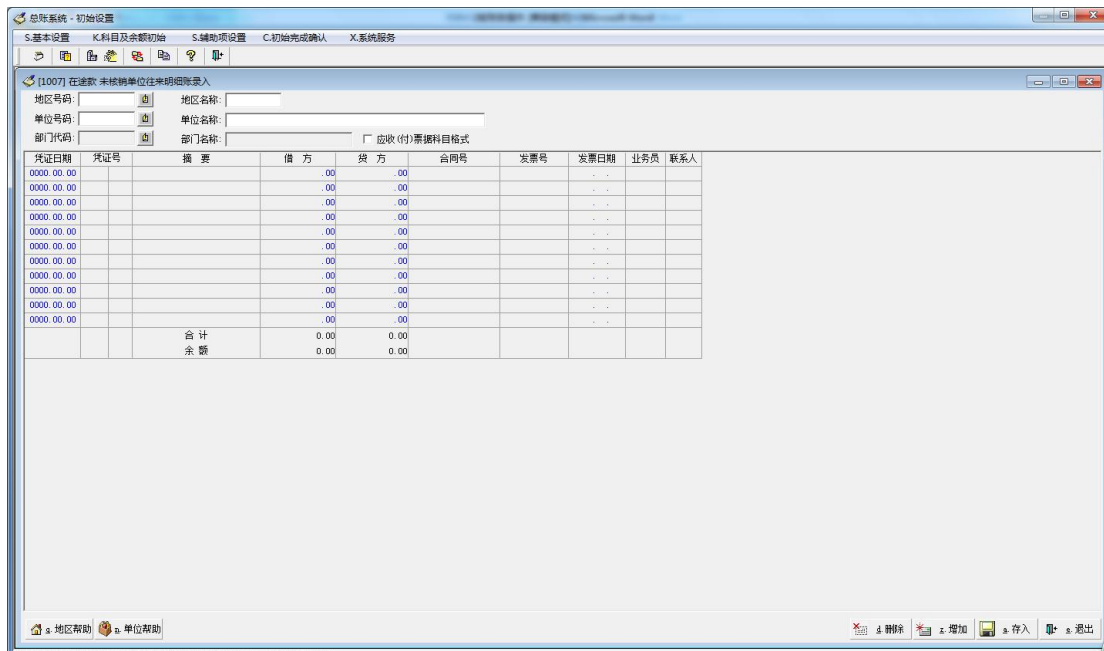 总账系统 - 初始设置
S.基本设置 K.科目及余额初始 S.辅助项设置 C.初始完成确认 X.系统服务
[1007] 在途款 未核销单位往来明细账录入
地区号码: 地区名称:
单位号码: 单位名称:
部门代码: 部门名称: 应收(付)票据科目格式
凭证日期 凭证号 摘 要 借 方 贷 方 合同号 发票号 发票日期 业务员 联系人
0000.00.00 .00 .00 . .
0000.00.00 .00 .00 . .
0000.00.00 .00 .00 . .
0000.00.00 .00 .00 . .
0000.00.00 .00 .00 . .
0000.00.00 .00 .00 . .
0000.00.00 .00 .00 . .
0000.00.00 .00 .00 . .
0000.00.00 .00 .00 . .
0000.00.00 .00 .00 . .
0000.00.00 .00 .00 . .
合 计 0.00 0.00
余 额 0.00 0.00
地区帮助 单位帮助 d.删除 增加 存入 退出